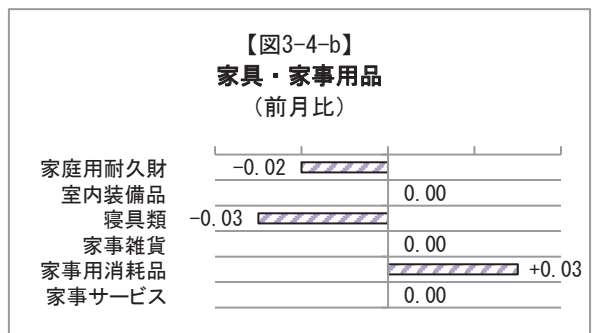 【図3-4-b】
家具・家事用品
(前月比)
家庭用耐久財 -0.02
室内装備品 0.00
寝具類 -0.03
家事雑貨 0.00
家事用消耗品 +0.03
家事サービス 0.00